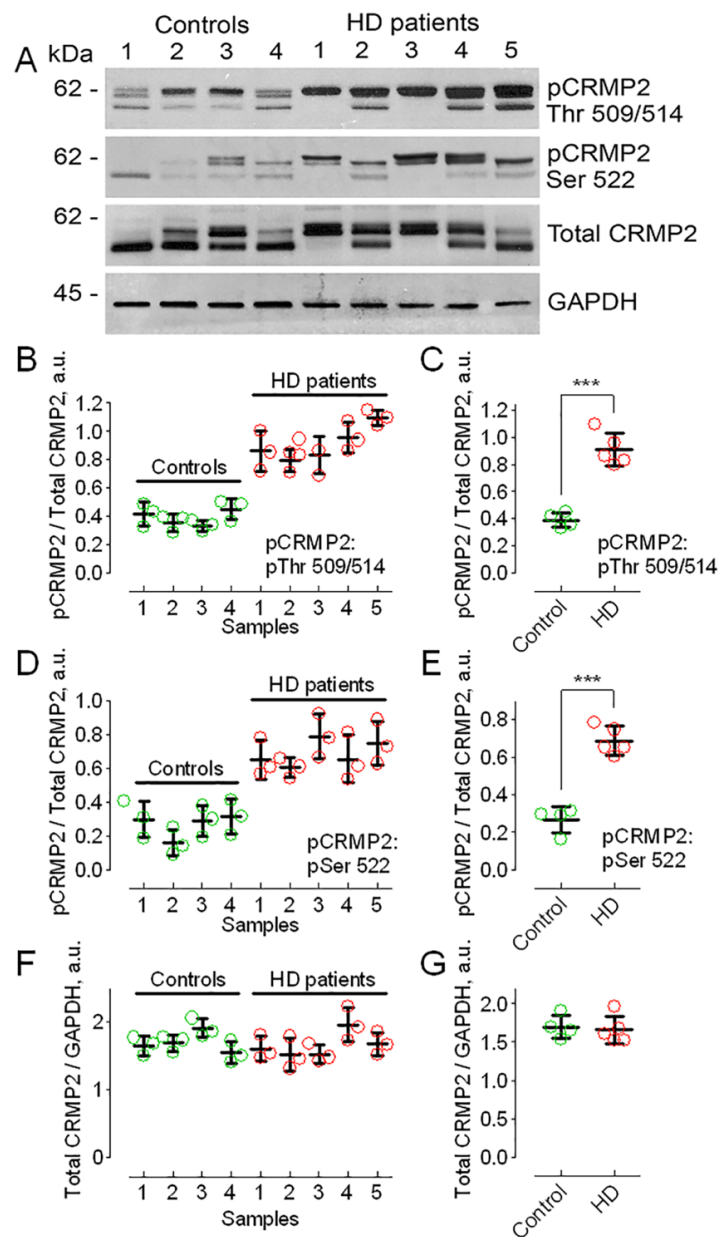 Controls HD patients
A kDa 1 2 3 4 1 2 3 4 5
62 - pCRMP2
Thr 509/514
62 - pCRMP2
Ser 522
62 - Total CRMP2
45 - GAPDH
B
pCRMP2 / Total CRMP2, a.u.
1.2
1.0
0.8
0.6
0.4
0.2
0.0
HD patients
Controls
pCRMP2:
pThr 509/514
1 2 3 4 1 2 3 4 5
Samples
C
pCRMP2 / Total CRMP2, a.u.
1.2
1.0
0.8
0.6
0.4
0.2
0.0
***
pCRMP2:
pThr 509/514
Control
HD
D
pCRMP2 / Total CRMP2, a.u.
1.0
0.8
0.6
0.4
0.2
0.0
HD patients
Controls
pCRMP2:
pSer 522
1 2 3 4 1 2 3 4 5
Samples
E
pCRMP2 / Total CRMP2, a.u.
0.8
0.6
0.4
0.2
0.0
***
pCRMP2:
pSer 522
Control
HD
F
Total CRMP2 / GAPDH, a.u.
2
1
0
Controls HD patients
1 2 3 4 1 2 3 4 5
Samples
G
Total CRMP2 / GAPDH, a.u.
2.0
1.5
1.0
0.5
0.0
Control
HD